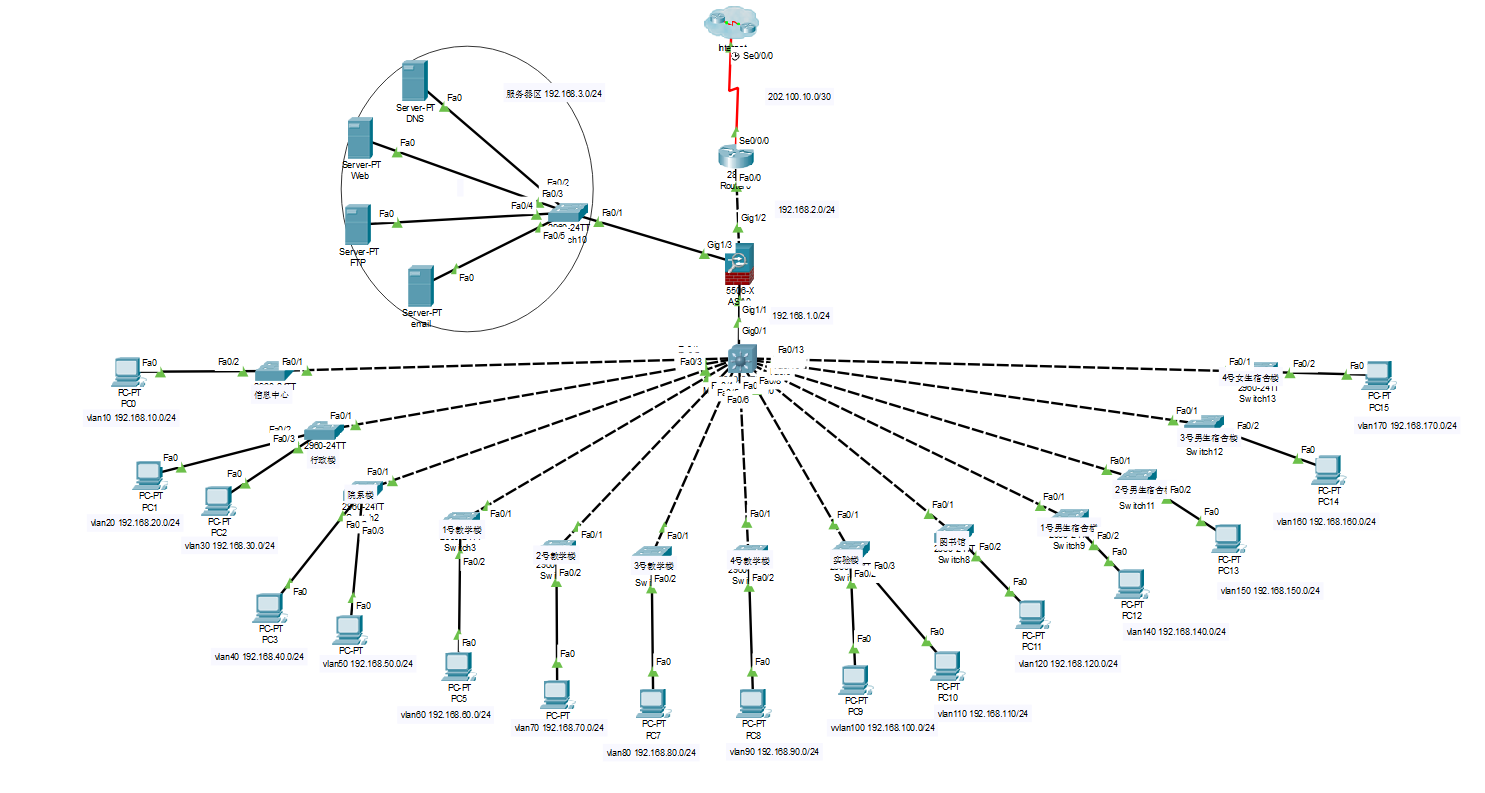 Se0/0/0
202.100.10.0/30
Se0/0/0
Fa0/0
192.168.2.0/24
Gig1/2
服务器区 192.168.3.0/24
Server-PT
DNS
Fa0
Server-PT
Web
Fa0
Server-PT
FTP
Fa0
Server-PT
email
Fa0
Fa0/2
Fa0/3
Fa0/4
Fa0/5
Fa0/1
Gig1/3
Gig1/1
192.168.1.0/24
Gig0/1
Fa0/3
Fa0/13
Fa0/6
PC-PT
PC0
Fa0
Fa0/2
Fa0/1
信息中心
vlan10 192.168.10.0/24
Fa0/1
Fa0/3
2960-24TT
行政楼
Fa0
PC-PT
PC1
vlan20 192.168.20.0/24
Fa0
PC-PT
PC2
vlan30 192.168.30.0/24
Fa0/1
院系楼
Fa0/3
Fa0
PC-PT
PC3
vlan40 192.168.40.0/24
Fa0
PC-PT
vlan50 192.168.50.0/24
Fa0/1
1号教学楼
Switch3
Fa0/2
Fa0
PC-PT
PC5
vlan60 192.168.60.0/24
Fa0/1
2号教学楼
Fa0/2
Fa0
PC-PT
vlan70 192.168.70.0/24
Fa0/1
3号教学楼
Fa0/2
Fa0
PC-PT
PC7
vlan80 192.168.80.0/24
Fa0/1
4号教学楼
Fa0/2
Fa0
PC-PT
PC8
vlan90 192.168.90.0/24
Fa0/1
实验楼
Fa0/3
Fa0
PC-PT
PC9
vvlan100 192.168.100.0/24
Fa0
PC-PT
PC10
vlan110 192.168.110/24
Fa0/1
图书馆
Switch8
Fa0/2
Fa0
PC-PT
PC11
vlan120 192.168.120.0/24
Fa0/1
1号男生宿舍楼
Switch9
Fa0/2
Fa0
PC-PT
PC12
vlan140 192.168.140.0/24
Fa0/1
2号男生宿舍楼
Switch11
Fa0/2
Fa0
PC-PT
PC13
vlan150 192.168.150.0/24
Fa0/1
3号男生宿舍楼
Switch12
Fa0/2
Fa0
PC-PT
PC14
vlan160 192.168.160.0/24
Fa0/1
4号女生宿舍楼
2960-24TT
Switch13
Fa0/2
Fa0
PC-PT
PC15
vlan170 192.168.170.0/24